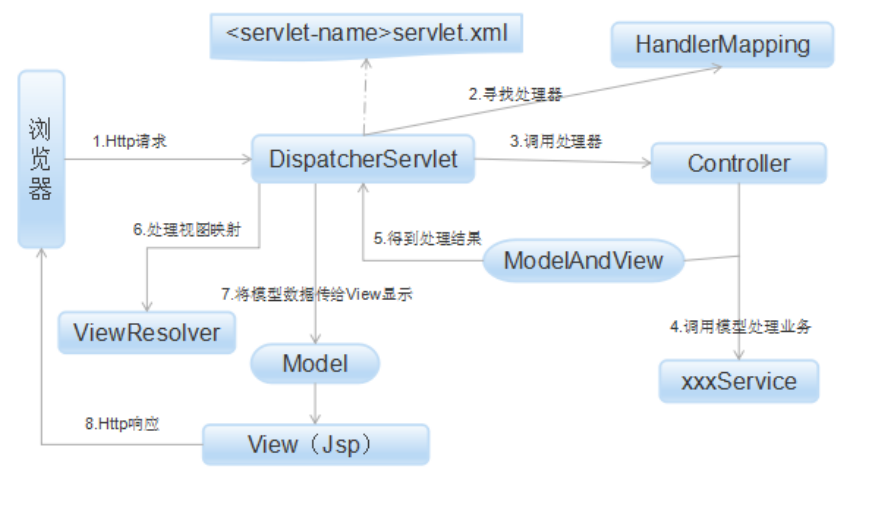 <servlet-name>servlet.xml
HandlerMapping
2.寻找处理器
浏览器
1.Http请求
DispatcherServlet
3.调用处理器
Controller
6.处理视图映射
5.得到处理结果
ModelAndView
7.将模型数据传给View显示
ViewResolver
4.调用模型处理业务
Model
xxxService
8.Http响应
View（Jsp）